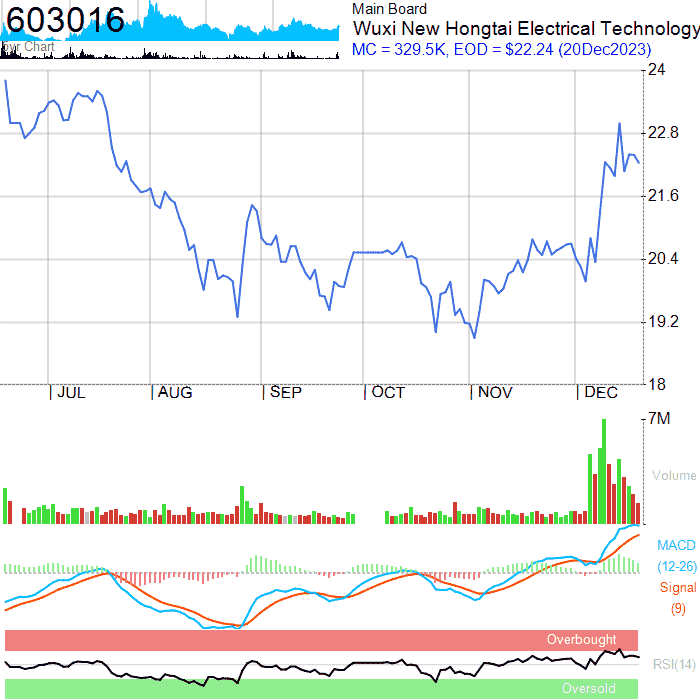 603016
Main Board
Wuxi New Hongtai Electrical Technology
MC = 329.5K, EOD = $22.24 (20Dec2023)
Chart
24
22.8
21.6
20.4
19.2
18
JUL AUG SEP OCT NOV DEC
7M
Volume
MACD
(12-26)
Signal
(9)
Overbought
RSI(14)
Oversold